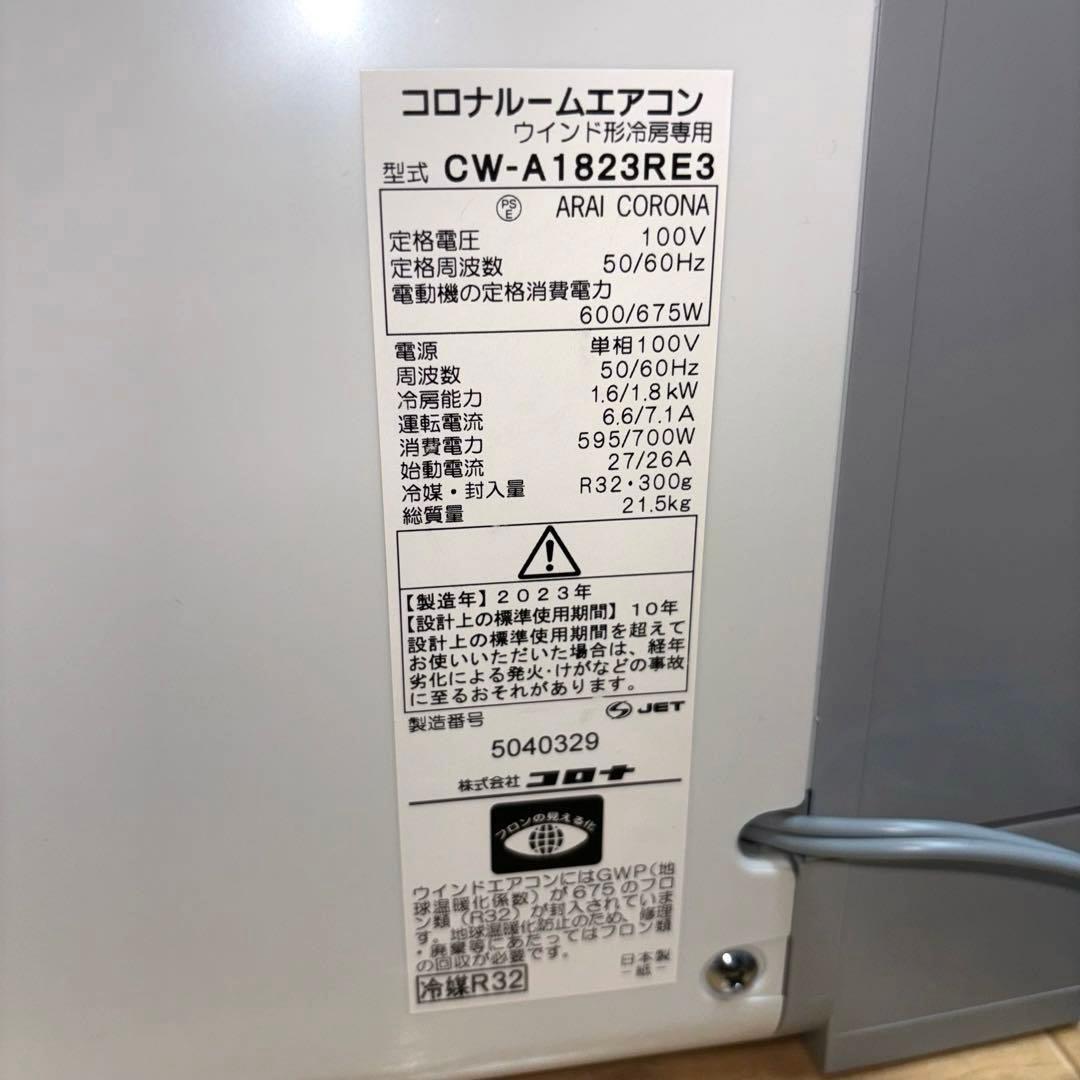 コロナルームエアコン
ウインド形冷房専用
型式 CW-A1823RE3
PSE ARAI CORONA
定格電圧 100V
定格周波数 50/60Hz
電動機の定格消費電力
600/675W
電源 単相100V
周波数 50/60Hz
冷房能力 1.6/1.8kW
運転電流 6.6/7.1A
消費電力 595/700W
始動電流 27/26A
冷媒・封入量 R32・300g
総質量 21.5kg
【製造年】2023年
【設計上の標準使用期間】10年
設計上の標準使用期間を超えて
お使いいただいた場合は、経年
劣化による発火・けがなどの事故
に至るおそれがあります。
JET
製造番号
5040329
株式会社 コロナ
フロンの見える化
ウインドエアコンにはGWP(地
球温暖化係数)が675のフロ
ン類(R32)が封入されていま
す。地球温暖化防止のため、修理
・廃棄等にあたってはフロン類
の回収が必要です。
日本製
-紙-
冷媒R32